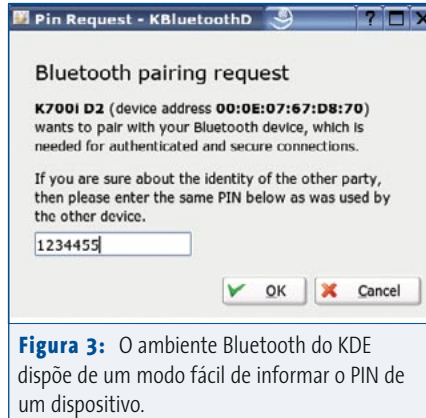 Pin Request - KBluetoothD
Bluetooth pairing request
K700i D2 (device address 00:0E:07:67:D8:70)
wants to pair with your Bluetooth device, which is
needed for authenticated and secure connections.
If you are sure about the identity of the other party,
then please enter the same PIN below as was used by
the other device.
1234455
OK Cancel
Figura 3: O ambiente Bluetooth do KDE
dispõe de um modo fácil de informar o PIN de
um dispositivo.